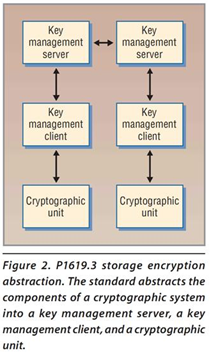 Key
management
server
Key
management
server
Key
management
client
Key
management
client
Cryptographic
unit
Cryptographic
unit
Figure 2. P1619.3 storage encryption
abstraction. The standard abstracts the
components of a cryptographic system
into a key management server, a key
management client, and a cryptographic
unit.